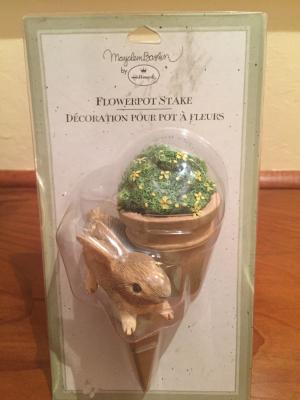 Marjolein Bastin
by Hallmark
FLOWERPOT STAKE
DÉCORATION POUR POT À FLEURS